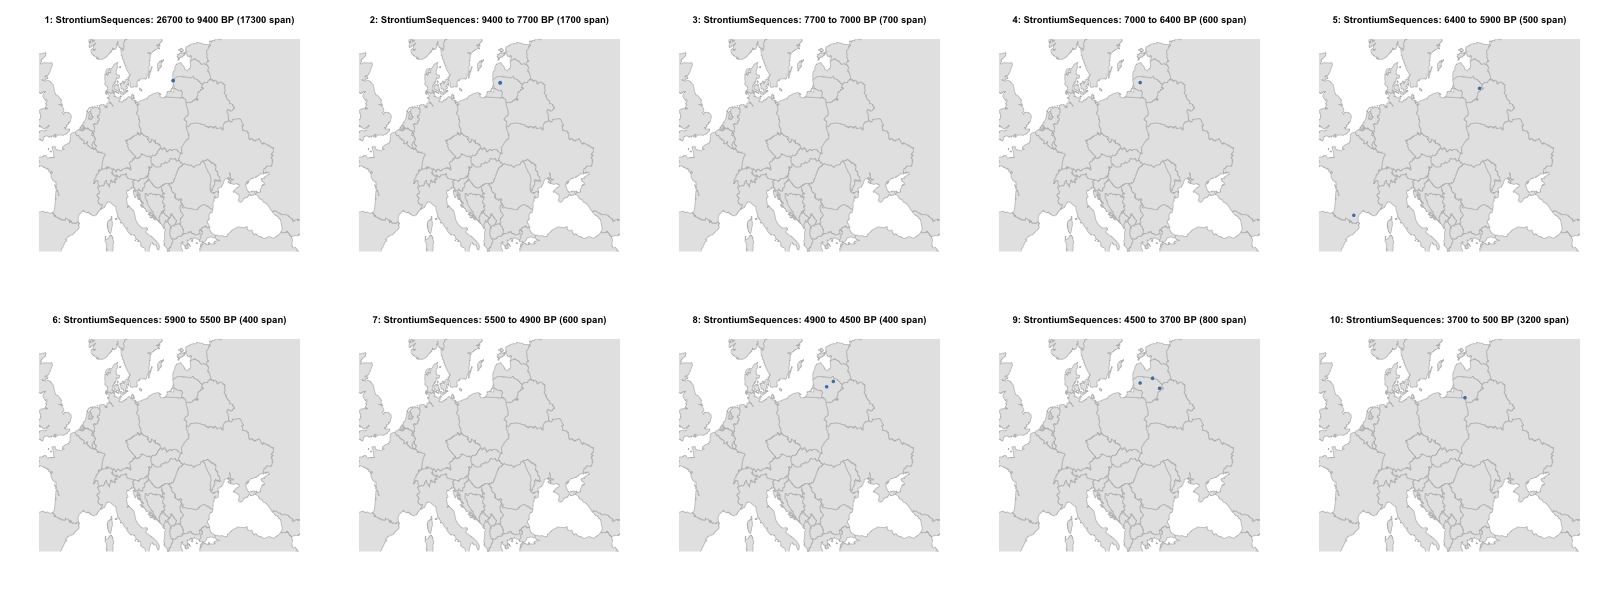 1: StrontiumSequences: 26700 to 9400 BP (17300 span)
2: StrontiumSequences: 9400 to 7700 BP (1700 span)
3: StrontiumSequences: 7700 to 7000 BP (700 span)
4: StrontiumSequences: 7000 to 6400 BP (600 span)
5: StrontiumSequences: 6400 to 5900 BP (500 span)
6: StrontiumSequences: 5900 to 5500 BP (400 span)
7: StrontiumSequences: 5500 to 4900 BP (600 span)
8: StrontiumSequences: 4900 to 4500 BP (400 span)
9: StrontiumSequences: 4500 to 3700 BP (800 span)
10: StrontiumSequences: 3700 to 500 BP (3200 span)